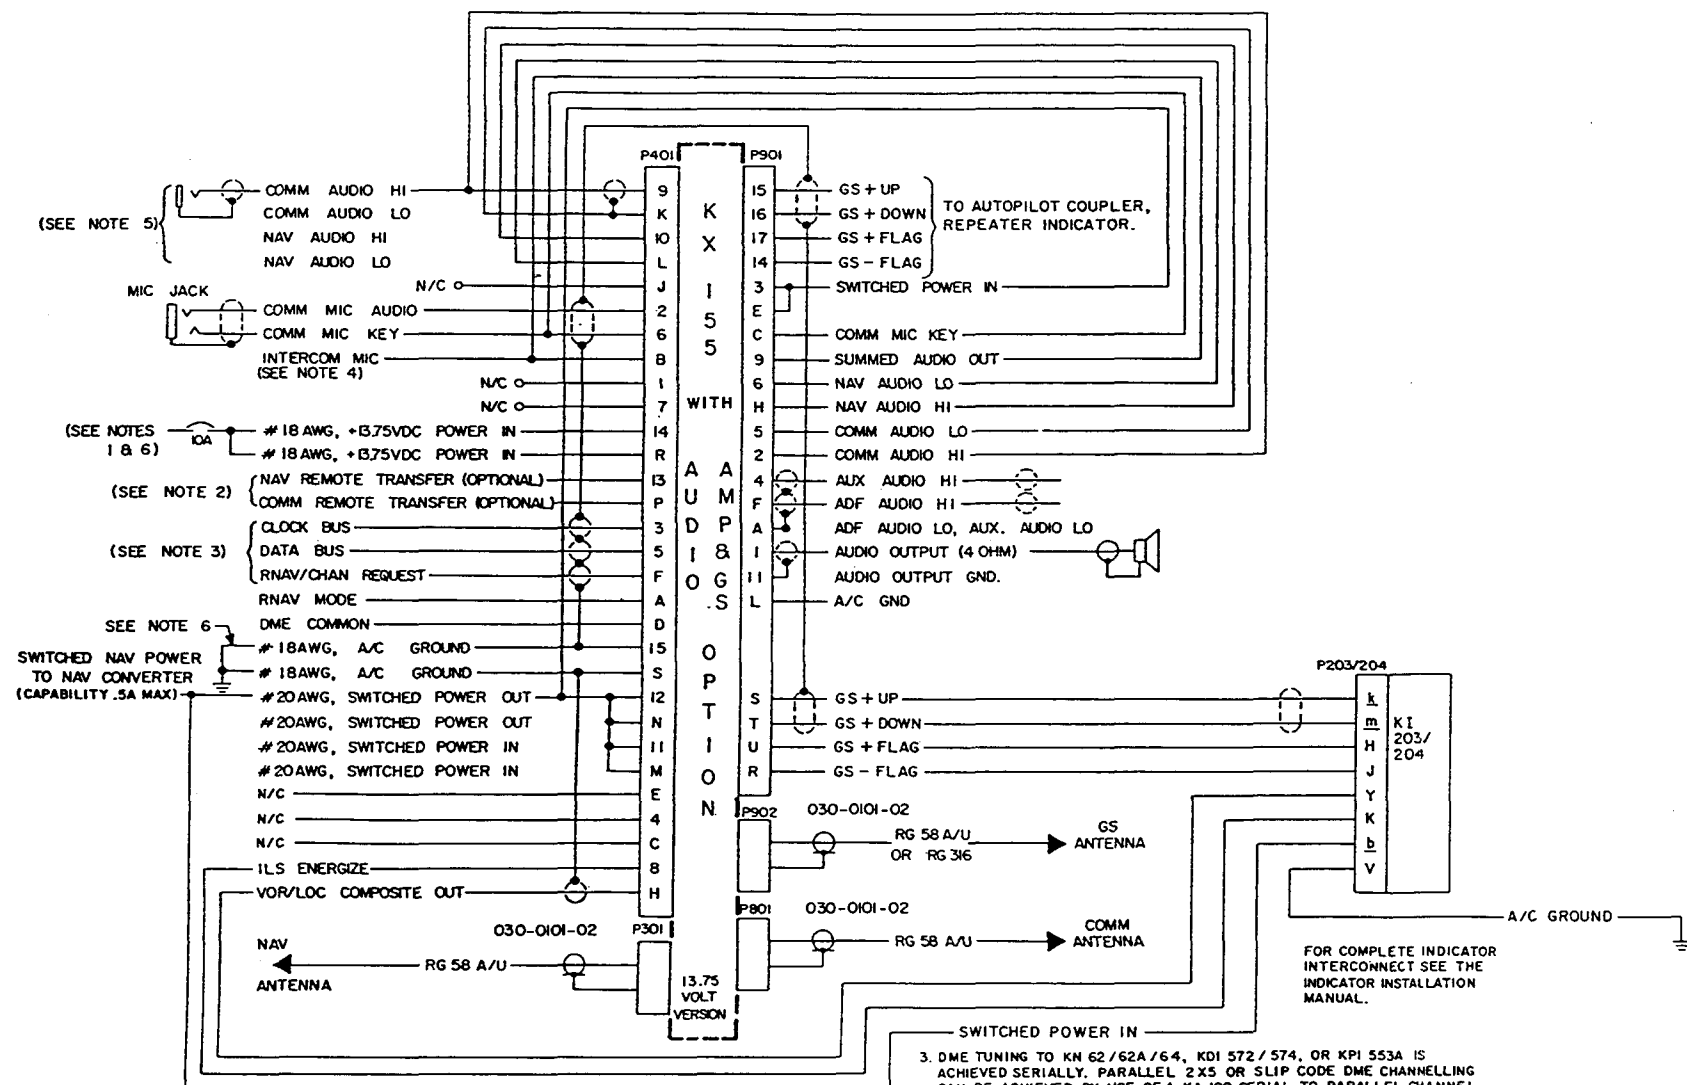 P401
P901
(SEE NOTE 5)
COMM AUDIO HI
COMM AUDIO LO
NAV AUDIO HI
NAV AUDIO LO
N/C
MIC JACK
COMM MIC AUDIO
COMM MIC KEY
INTERCOM MIC
(SEE NOTE 4)
N/C
N/C
(SEE NOTES
1 & 6)
10A
# 18 AWG, +13.75VDC POWER IN
# 18 AWG, +13.75VDC POWER IN
(SEE NOTE 2)
NAV REMOTE TRANSFER (OPTIONAL)
COMM REMOTE TRANSFER (OPTIONAL)
(SEE NOTE 3)
CLOCK BUS
DATA BUS
RNAV/CHAN REQUEST
RNAV MODE
DME COMMON
SEE NOTE 6
# 18AWG, A/C GROUND
# 18AWG, A/C GROUND
SWITCHED NAV POWER
TO NAV CONVERTER
(CAPABILITY .5A MAX)
#20AWG, SWITCHED POWER OUT
#20AWG, SWITCHED POWER OUT
#20AWG, SWITCHED POWER IN
#20AWG, SWITCHED POWER IN
N/C
N/C
N/C
ILS ENERGIZE
VOR/LOC COMPOSITE OUT
9
K
10
L
J
2
6
B
1
7
14
R
13
P
3
5
F
A
D
15
S
12
N
11
M
E
4
C
8
H
KX 155
WITH
AUDIO
AMP&GS.
OPTION
13.75
VOLT
VERSION
15
16
17
14
3
E
C
9
6
H
5
2
4
F
A
1
11
L
S
T
U
R
GS + UP
GS + DOWN
GS + FLAG
GS - FLAG
TO AUTOPILOT COUPLER,
REPEATER INDICATOR.
SWITCHED POWER IN
COMM MIC KEY
SUMMED AUDIO OUT
NAV AUDIO LO
NAV AUDIO HI
COMM AUDIO LO
COMM AUDIO HI
AUX AUDIO HI
ADF AUDIO HI
ADF AUDIO LO, AUX. AUDIO LO
AUDIO OUTPUT (4 OHM)
AUDIO OUTPUT GND.
A/C GND
GS + UP
GS + DOWN
GS + FLAG
GS - FLAG
P203/204
k
m
H
J
Y
K
b
V
KI
203/
204
P902
030-0101-02
RG 58 A/U
OR RG 316
GS
ANTENNA
P801
030-0101-02
RG 58 A/U
COMM
ANTENNA
P301
030-0101-02
RG 58 A/U
NAV
ANTENNA
A/C GROUND
FOR COMPLETE INDICATOR
INTERCONNECT SEE THE
INDICATOR INSTALLATION
MANUAL.
SWITCHED POWER IN
3. DME TUNING TO KN 62/62A/64, KDI 572/574, OR KPI 553A IS
ACHIEVED SERIALLY. PARALLEL 2X5 OR SLIP CODE DME CHANNELLING